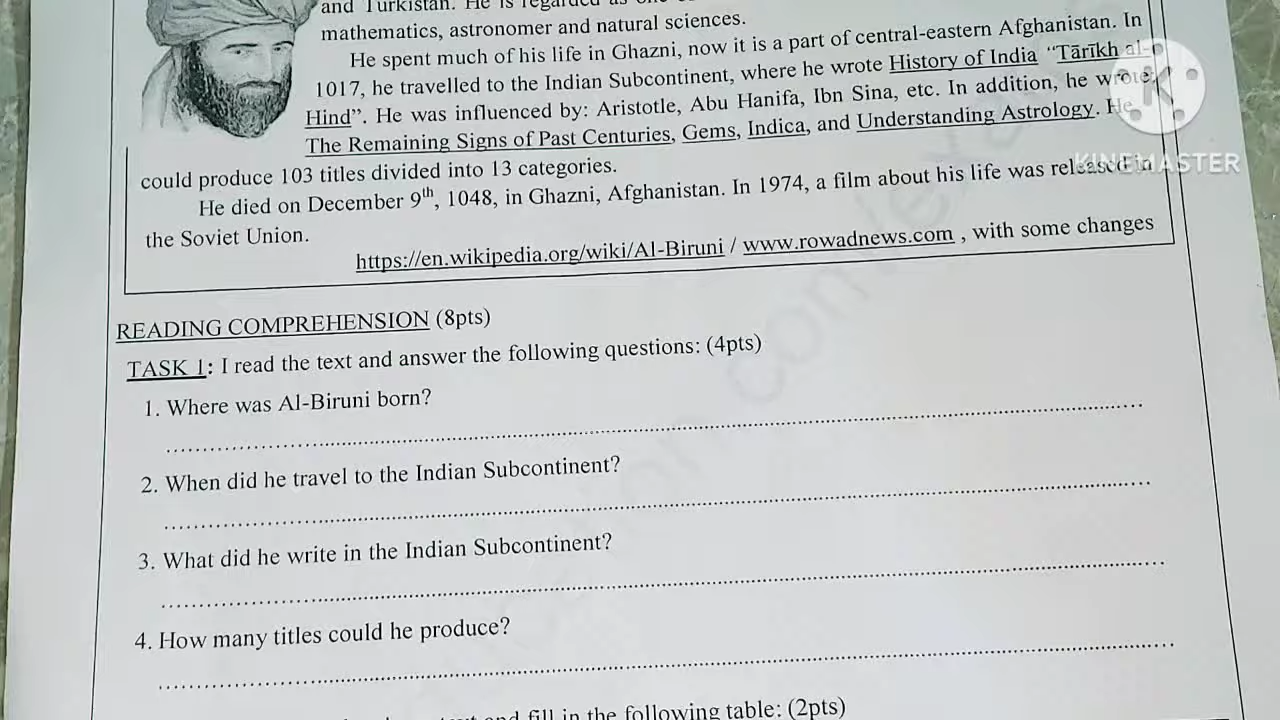 and Turkistan. He is regarded as one
mathematics, astronomer and natural sciences.
He spent much of his life in Ghazni, now it is a part of central-eastern Afghanistan. In
1017, he travelled to the Indian Subcontinent, where he wrote History of India “Tārīkh al-
Hind”. He was influenced by: Aristotle, Abu Hanifa, Ibn Sina, etc. In addition, he wrote:
The Remaining Signs of Past Centuries, Gems, Indica, and Understanding Astrology. He
could produce 103 titles divided into 13 categories.
He died on December 9th, 1048, in Ghazni, Afghanistan. In 1974, a film about his life was released in
the Soviet Union.
https://en.wikipedia.org/wiki/Al-Biruni / www.rowadnews.com , with some changes
K
KINEMASTER
READING COMPREHENSION (8pts)
TASK 1: I read the text and answer the following questions: (4pts)
1. Where was Al-Biruni born?
2. When did he travel to the Indian Subcontinent?
3. What did he write in the Indian Subcontinent?
4. How many titles could he produce?
and fill in the following table: (2pts)